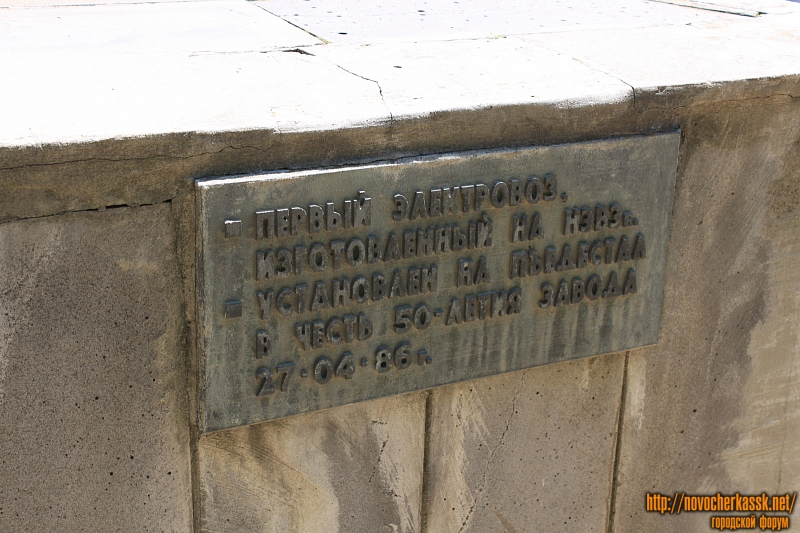 - ПЕРВЫЙ ЭЛЕКТРОВОЗ,
ИЗГОТОВЛЕННЫЙ НА НЭВЗе.
- УСТАНОВЛЕН НА ПЬЕДЕСТАЛ
В ЧЕСТЬ 50-ЛЕТИЯ ЗАВОДА
27·04·86г.
http://novocherkassk.net/
городской форум